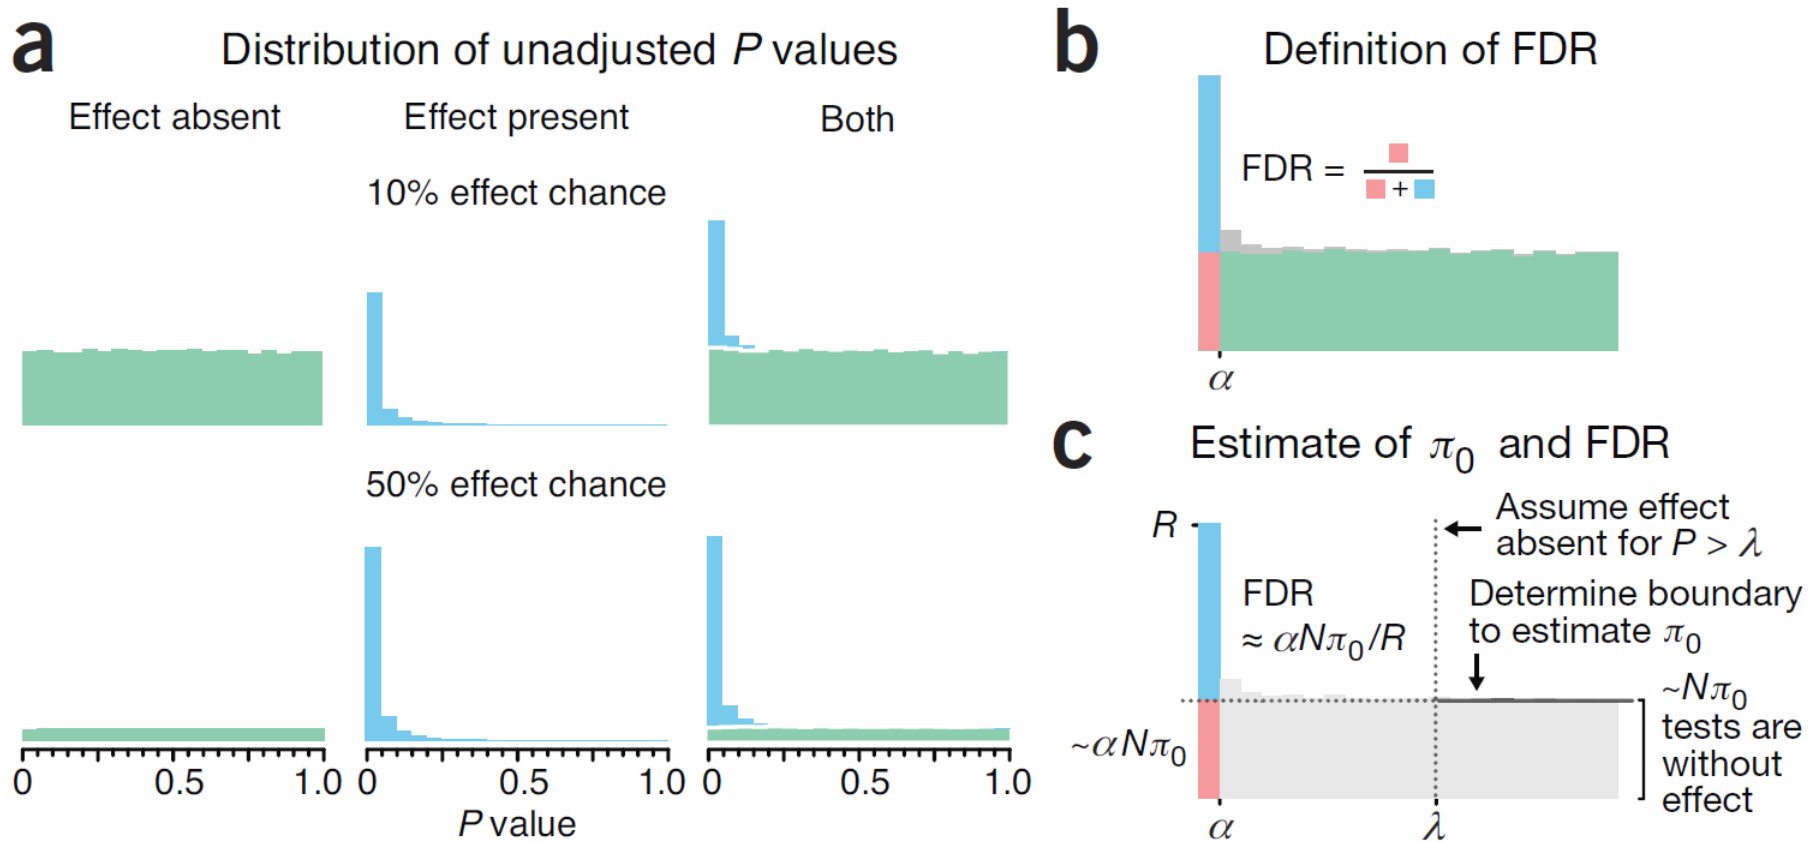 a
Distribution of unadjusted P values
Effect absent
Effect present
Both
10% effect chance
50% effect chance
0 0.5 1.0
0 0.5 1.0
0 0.5 1.0
P value
b
Definition of FDR
FDR =
+
α
c
Estimate of π0 and FDR
R
Assume effect
absent for P > λ
FDR
≈ αNπ0/R
Determine boundary
to estimate π0
~αNπ0
~Nπ0
tests are
without
effect
α
λ